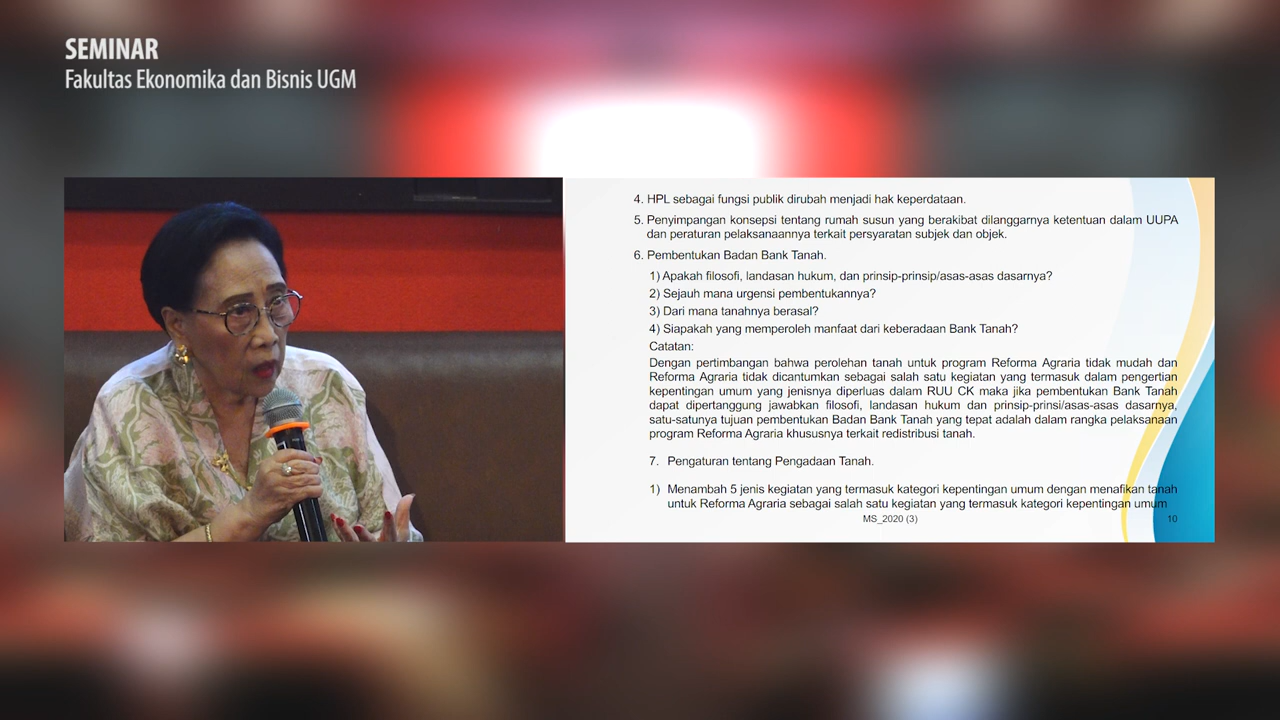 SEMINAR
Fakultas Ekonomika dan Bisnis UGM
4. HPL sebagai fungsi publik dirubah menjadi hak keperdataan.
5. Penyimpangan konsepsi tentang rumah susun yang berakibat dilanggarnya ketentuan dalam UUPA
dan peraturan pelaksanaannya terkait persyaratan subjek dan objek.
6. Pembentukan Badan Bank Tanah.
1) Apakah filosofi, landasan hukum, dan prinsip-prinsip/asas-asas dasarnya?
2) Sejauh mana urgensi pembentukannya?
3) Dari mana tanahnya berasal?
4) Siapakah yang memperoleh manfaat dari keberadaan Bank Tanah?
Catatan:
Dengan pertimbangan bahwa perolehan tanah untuk program Reforma Agraria tidak mudah dan
Reforma Agraria tidak dicantumkan sebagai salah satu kegiatan yang termasuk dalam pengertian
kepentingan umum yang jenisnya diperluas dalam RUU CK maka jika pembentukan Bank Tanah
dapat dipertanggung jawabkan filosofi, landasan hukum dan prinsip-prinsi/asas-asas dasarnya,
satu-satunya tujuan pembentukan Badan Bank Tanah yang tepat adalah dalam rangka pelaksanaan
program Reforma Agraria khususnya terkait redistribusi tanah.
7. Pengaturan tentang Pengadaan Tanah.
1) Menambah 5 jenis kegiatan yang termasuk kategori kepentingan umum dengan menafikan tanah
untuk Reforma Agraria sebagai salah satu kegiatan yang termasuk kategori kepentingan umum
MS_2020 (3)
10